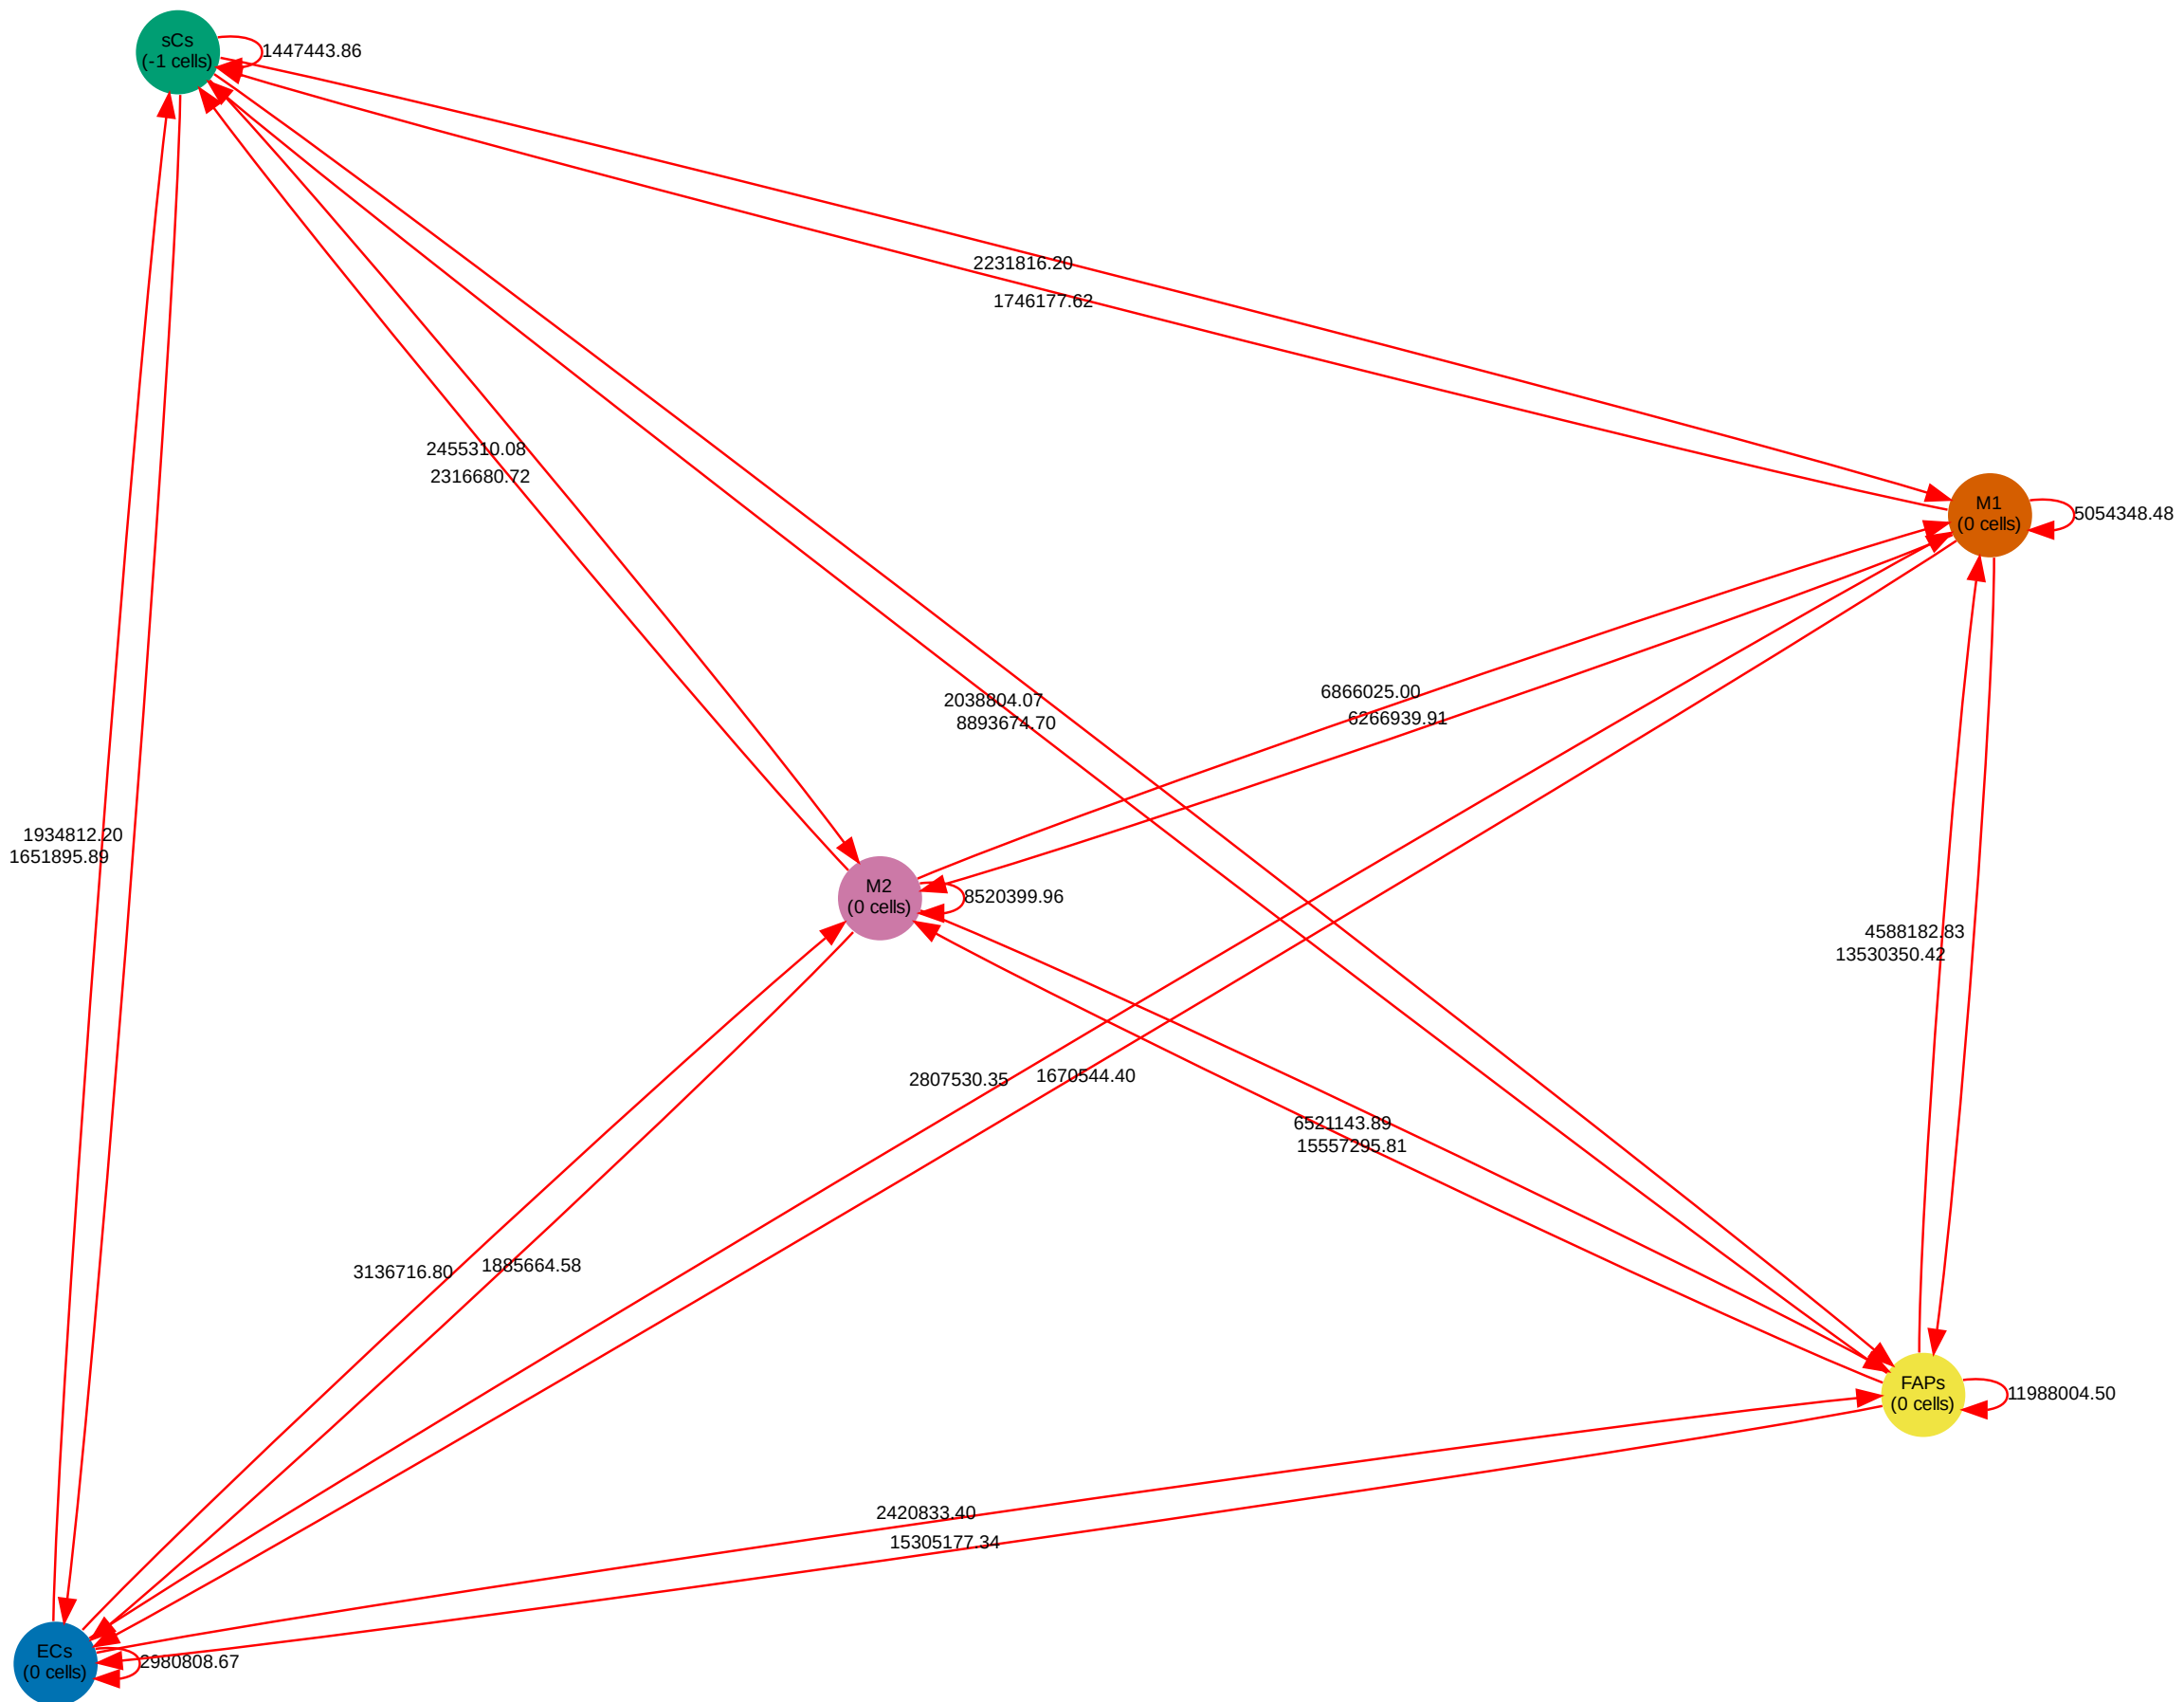 sCs
(-1 cells)
1447443.86
2231816.20
1746177.62
2455310.08
2316680.72
M1
(0 cells)
5054348.48
2038804.07
8893674.70
6866025.00
6266939.91
1934812.20
1651895.89
M2
(0 cells)
8520399.96
4588182.83
13530350.42
2807530.35
1670544.40
6521143.89
15557295.81
3136716.80
1885664.58
FAPs
(0 cells)
11988004.50
2420833.40
15305177.34
ECs
(0 cells)
2980808.67